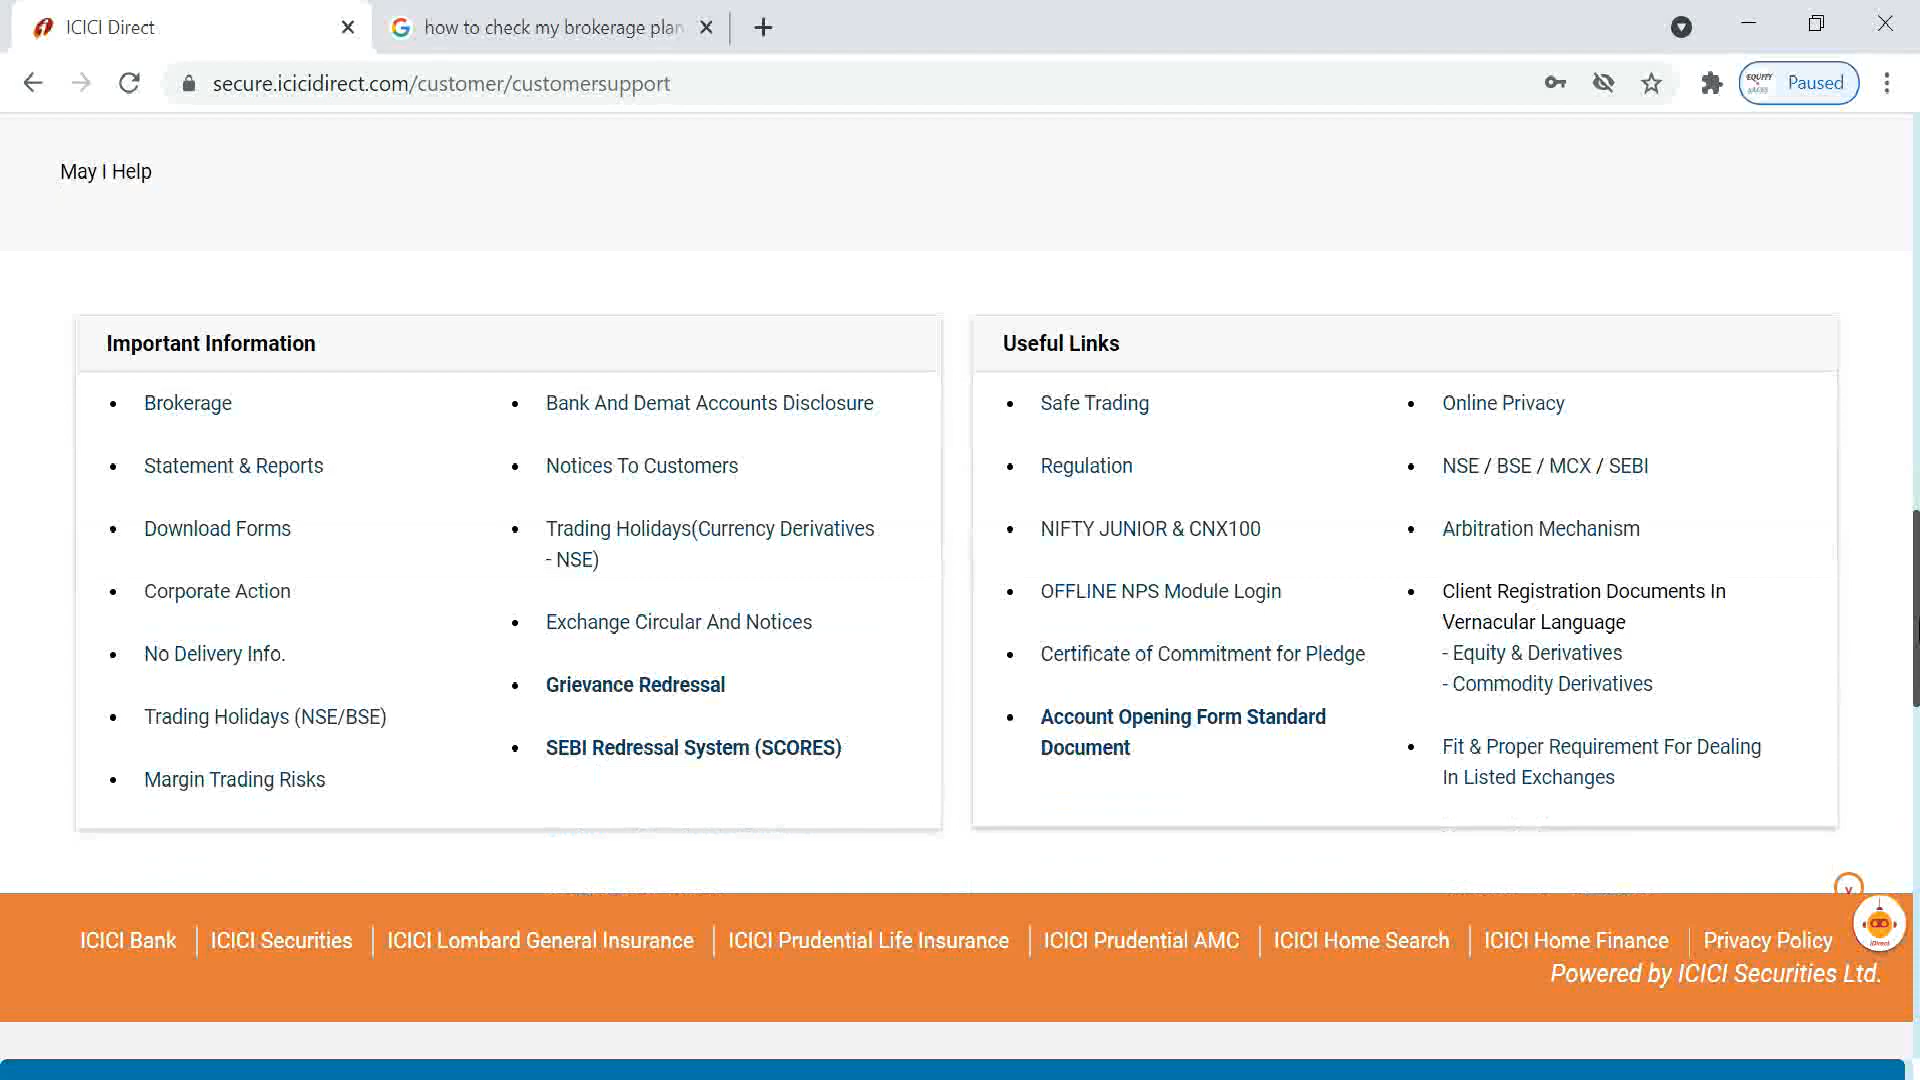 ICICI Direct
how to check my brokerage plan
secure.icicidirect.com/customer/customersupport
EQUITY
Paused
May I Help
Important Information
Brokerage
Statement & Reports
Download Forms
Corporate Action
No Delivery Info.
Trading Holidays (NSE/BSE)
Margin Trading Risks
Bank And Demat Accounts Disclosure
Notices To Customers
Trading Holidays(Currency Derivatives
- NSE)
Exchange Circular And Notices
Grievance Redressal
SEBI Redressal System (SCORES)
Useful Links
Safe Trading
Regulation
NIFTY JUNIOR & CNX100
OFFLINE NPS Module Login
Certificate of Commitment for Pledge
Account Opening Form Standard
Document
Online Privacy
NSE / BSE / MCX / SEBI
Arbitration Mechanism
Client Registration Documents In
Vernacular Language
- Equity & Derivatives
- Commodity Derivatives
Fit & Proper Requirement For Dealing
In Listed Exchanges
ICICI Bank
ICICI Securities
ICICI Lombard General Insurance
ICICI Prudential Life Insurance
ICICI Prudential AMC
ICICI Home Search
ICICI Home Finance
Privacy Policy
iDirect
Powered by ICICI Securities Ltd.